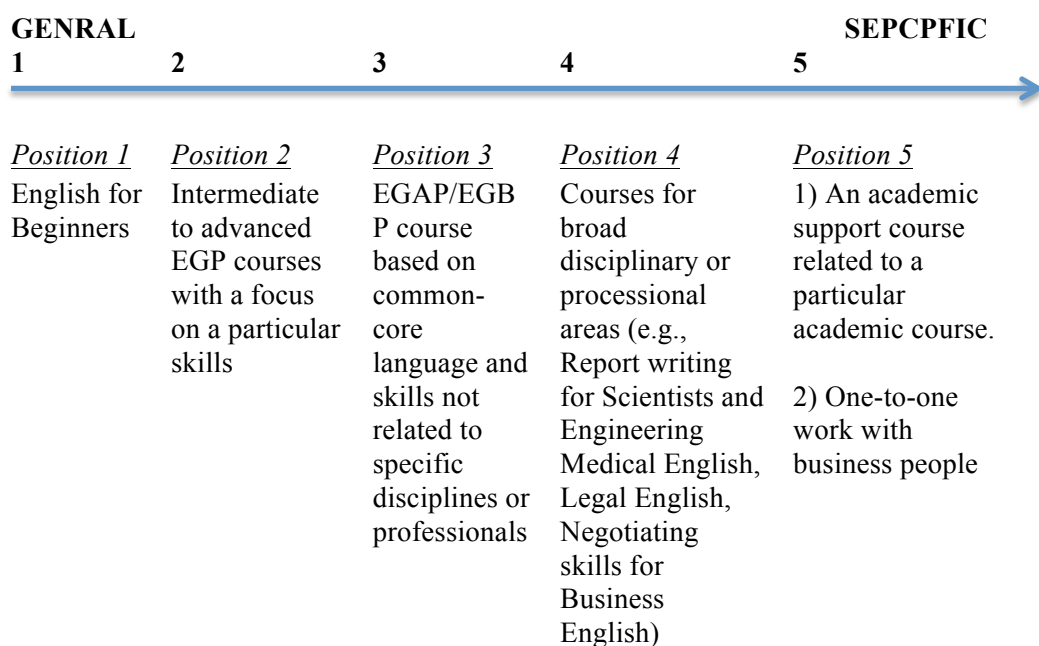 GENRAL SEPCPFIC
1 2 3 4 5
Position 1
English for
Beginners
Position 2
Intermediate
to advanced
EGP courses
with a focus
on a particular
skills
Position 3
EGAP/EGB
P course
based on
common-
core
language and
skills not
related to
specific
disciplines or
professionals
Position 4
Courses for
broad
disciplinary or
processional
areas (e.g.,
Report writing
for Scientists and
Engineering
Medical English,
Legal English,
Negotiating
skills for
Business
English)
Position 5
1) An academic
support course
related to a
particular
academic course.
2) One-to-one
work with
business people